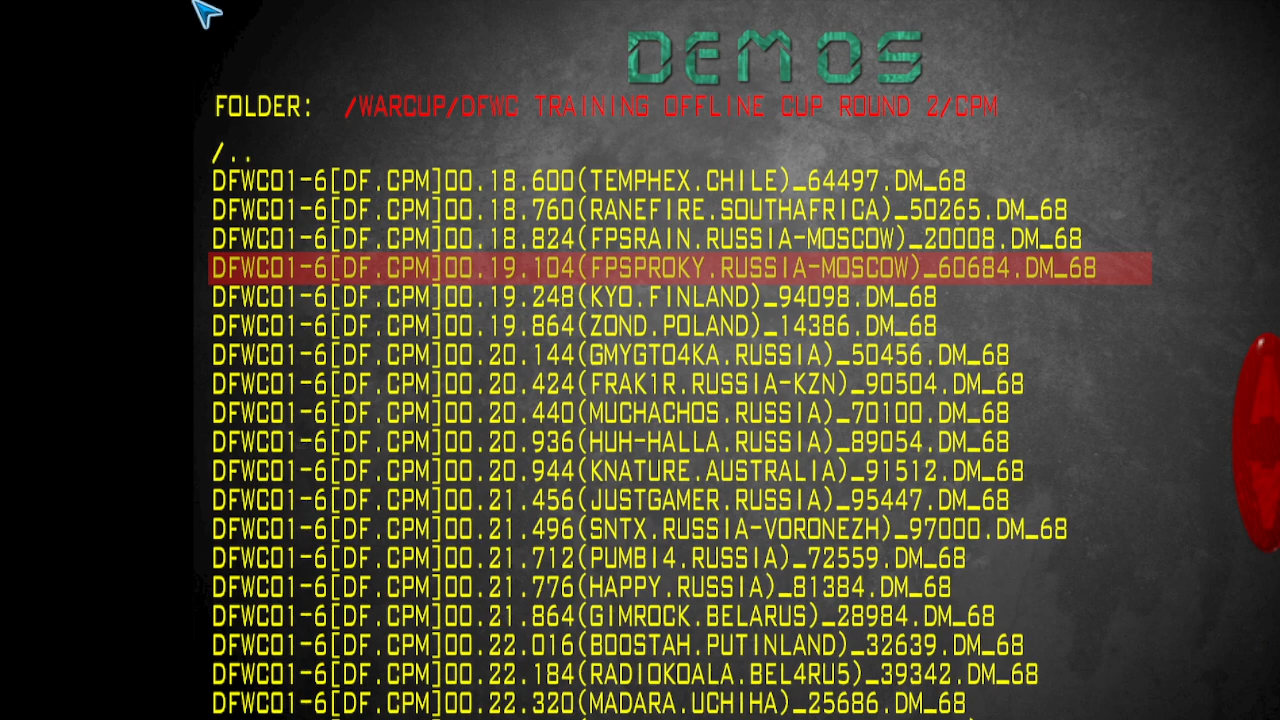 DEMOS
FOLDER: /WARCUP/DFWC TRAINING OFFLINE CUP ROUND 2/CPM
/..
DFWC01-6[DF.CPM]00.18.600(TEMPHEX.CHILE)_64497.DM_68
DFWC01-6[DF.CPM]00.18.760(RANEFIRE.SOUTHAFRICA)_50265.DM_68
DFWC01-6[DF.CPM]00.18.824(FPSRAIN.RUSSIA-MOSCOW)_20008.DM_68
DFWC01-6[DF.CPM]00.19.104(FPSPROKY.RUSSIA-MOSCOW)_60684.DM_68
DFWC01-6[DF.CPM]00.19.248(KYO.FINLAND)_94098.DM_68
DFWC01-6[DF.CPM]00.19.864(ZOND.POLAND)_14386.DM_68
DFWC01-6[DF.CPM]00.20.144(GMYGTO4KA.RUSSIA)_50456.DM_68
DFWC01-6[DF.CPM]00.20.424(FRAK1R.RUSSIA-KZN)_90504.DM_68
DFWC01-6[DF.CPM]00.20.440(MUCHACHOS.RUSSIA)_70100.DM_68
DFWC01-6[DF.CPM]00.20.936(HUH-HALLA.RUSSIA)_89054.DM_68
DFWC01-6[DF.CPM]00.20.944(KNATURE.AUSTRALIA)_91512.DM_68
DFWC01-6[DF.CPM]00.21.456(JUSTGAMER.RUSSIA)_95447.DM_68
DFWC01-6[DF.CPM]00.21.496(SNTX.RUSSIA-VORONEZH)_97000.DM_68
DFWC01-6[DF.CPM]00.21.712(PUMBI4.RUSSIA)_72559.DM_68
DFWC01-6[DF.CPM]00.21.776(HAPPY.RUSSIA)_81384.DM_68
DFWC01-6[DF.CPM]00.21.864(GIMROCK.BELARUS)_28984.DM_68
DFWC01-6[DF.CPM]00.22.016(BOOSTAH.PUTINLAND)_32639.DM_68
DFWC01-6[DF.CPM]00.22.184(RADIOKOALA.BEL4RU5)_39342.DM_68
DFWC01-6[DF.CPM]00.22.320(MADARA.UCHIHA)_25686.DM_68